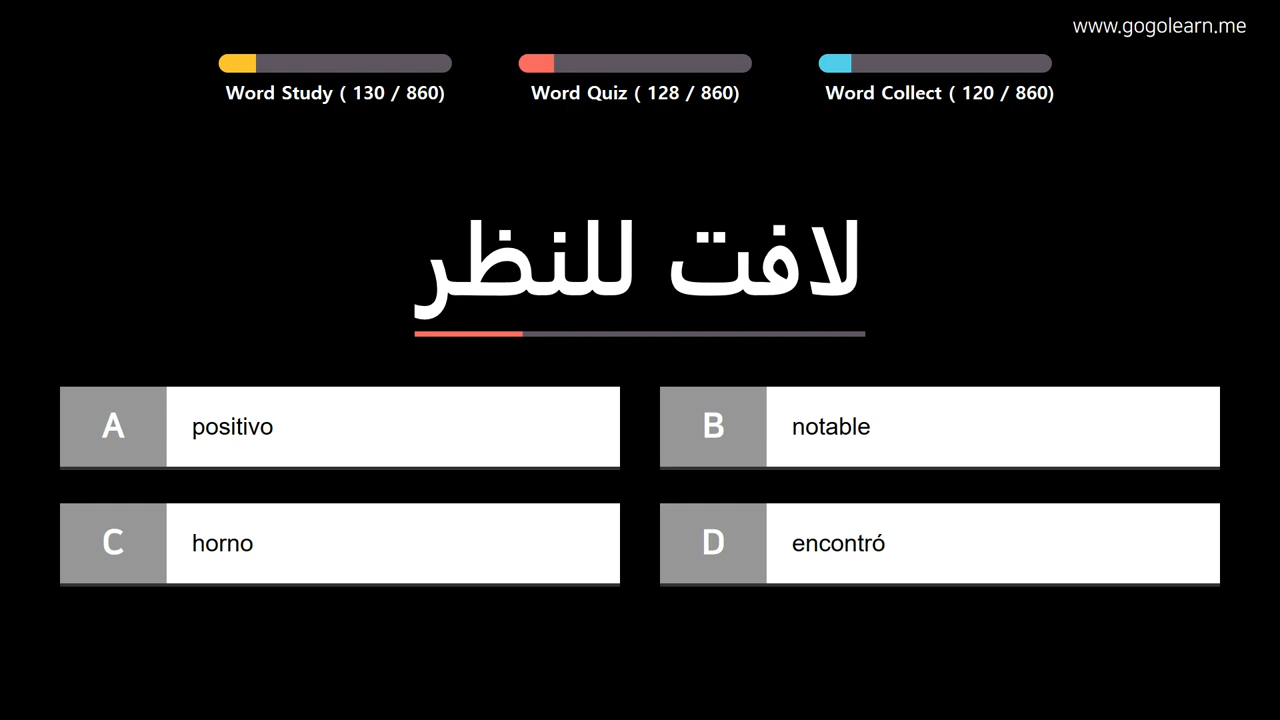 www.gogolearn.me
Word Study ( 130 / 860)
Word Quiz ( 128 / 860)
Word Collect ( 120 / 860)
لافت للنظر
A
positivo
B
notable
C
horno
D
encontró